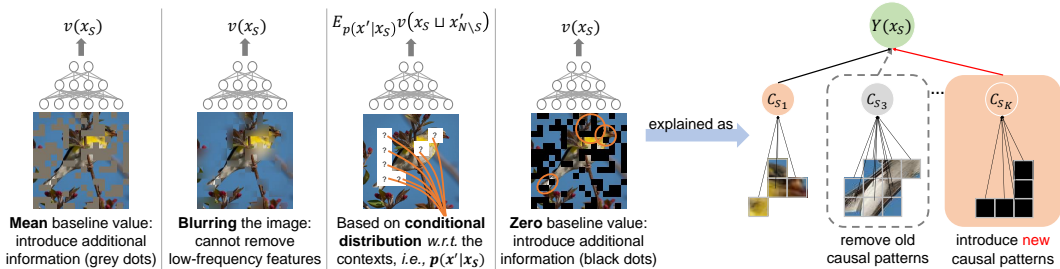 v(x_S)
v(x_S)
E_{p(x'|x_S)} v(x_S ⊔ x'_{N\S})
v(x_S)
Y(x_S)
C_{S_1}
C_{S_3}
...
C_{S_K}
explained as
?
?
?
?
?
?
Mean baseline value:
introduce additional
information (grey dots)
Blurring the image:
cannot remove
low-frequency features
Based on conditional
distribution w.r.t. the
contexts, i.e., p(x'|x_S)
Zero baseline value:
introduce additional
information (black dots)
remove old
causal patterns
introduce new
causal patterns